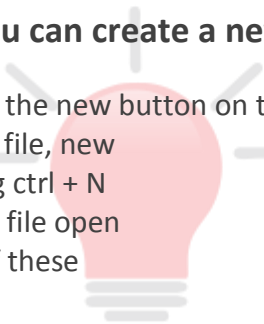 u can create a ne
the new button on t
file, new
g ctrl + N
file open
these